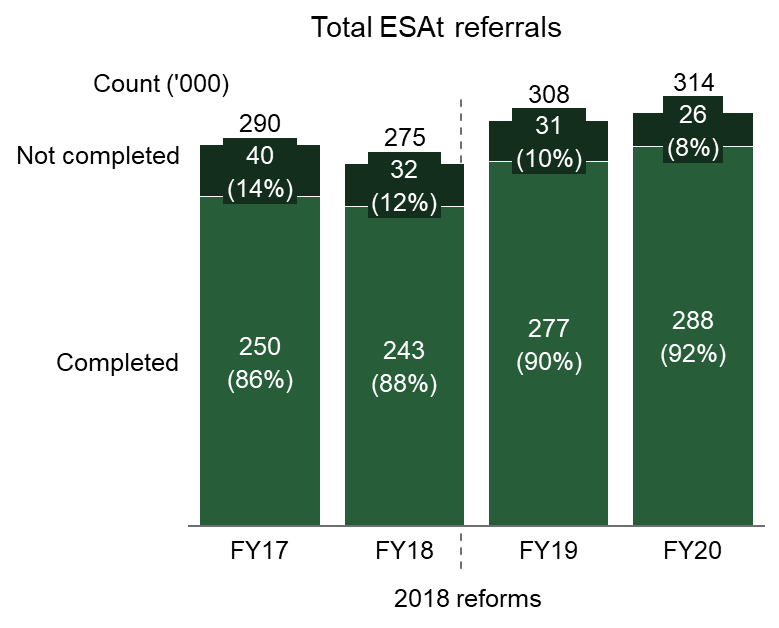 Total ESAt referrals
Count ('000)
290
275
308
314
Not completed
40
(14%)
32
(12%)
31
(10%)
26
(8%)
Completed
250
(86%)
243
(88%)
277
(90%)
288
(92%)
FY17
FY18
FY19
FY20
2018 reforms